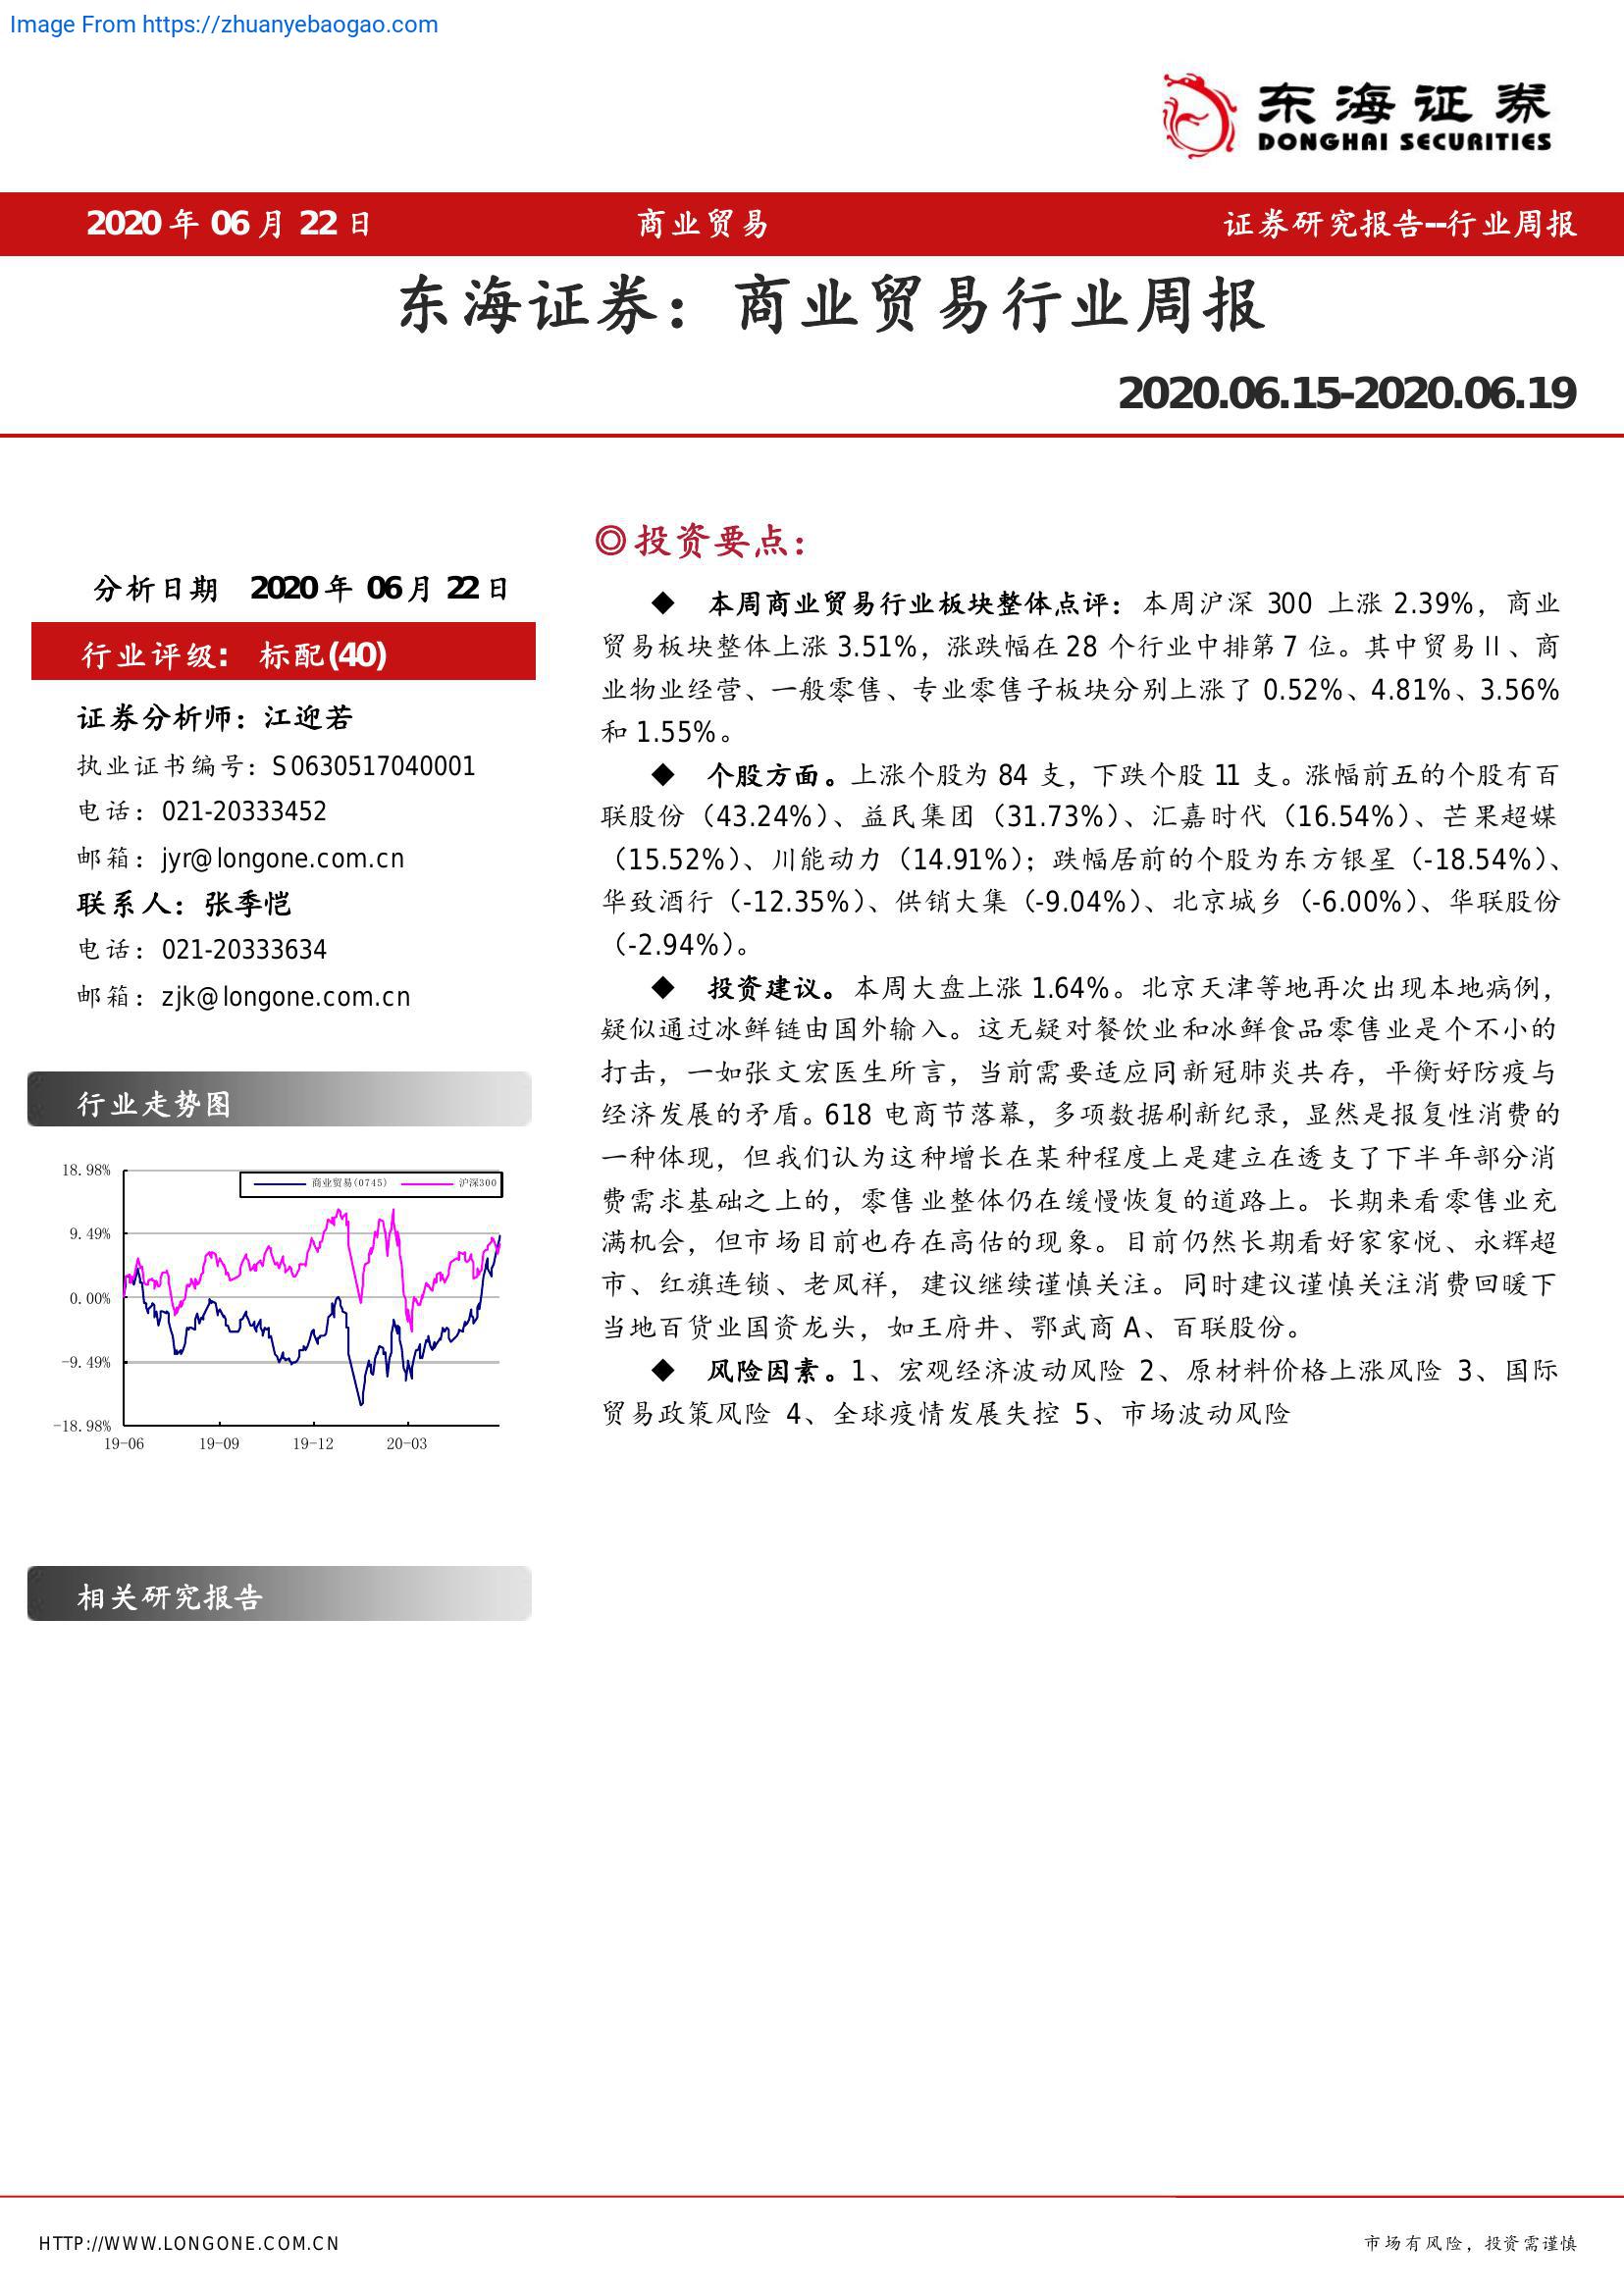 Image From https://zhuanyebaogao.com
东海证券
DONGHAI SECURITIES
2020 年 06 月 22 日 商业贸易 证券研究报告--行业周报
东海证券：商业贸易行业周报
2020.06.15-2020.06.19
分析日期 2020 年 06 月 22 日
行业评级： 标配(40)
证券分析师：江迎若
执业证书编号：S0630517040001
电话：021-20333452
邮箱：jyr@longone.com.cn
联系人：张季恺
电话：021-20333634
邮箱：zjk@longone.com.cn
行业走势图
商业贸易(0745) 沪深300
18.98%
9.49%
0.00%
-9.49%
-18.98%
19-06 19-09 19-12 20-03
相关研究报告
◎投资要点：
◆ 本周商业贸易行业板块整体点评：本周沪深 300 上涨 2.39%，商业
贸易板块整体上涨 3.51%，涨跌幅在 28 个行业中排第 7 位。其中贸易Ⅱ、商
业物业经营、一般零售、专业零售子板块分别上涨了 0.52%、4.81%、3.56%
和 1.55%。
◆ 个股方面。上涨个股为 84 支，下跌个股 11 支。涨幅前五的个股有百
联股份（43.24%）、益民集团（31.73%）、汇嘉时代（16.54%）、芒果超媒
（15.52%）、川能动力（14.91%）；跌幅居前的个股为东方银星（-18.54%）、
华致酒行（-12.35%）、供销大集（-9.04%）、北京城乡（-6.00%）、华联股份
（-2.94%）。
◆ 投资建议。本周大盘上涨 1.64%。北京天津等地再次出现本地病例，
疑似通过冰鲜链由国外输入。这无疑对餐饮业和冰鲜食品零售业是个不小的
打击，一如张文宏医生所言，当前需要适应同新冠肺炎共存，平衡好防疫与
经济发展的矛盾。618 电商节落幕，多项数据刷新纪录，显然是报复性消费的
一种体现，但我们认为这种增长在某种程度上是建立在透支了下半年部分消
费需求基础之上的，零售业整体仍在缓慢恢复的道路上。长期来看零售业充
满机会，但市场目前也存在高估的现象。目前仍然长期看好家家悦、永辉超
市、红旗连锁、老凤祥，建议继续谨慎关注。同时建议谨慎关注消费回暖下
当地百货业国资龙头，如王府井、鄂武商 A、百联股份。
◆ 风险因素。1、宏观经济波动风险 2、原材料价格上涨风险 3、国际
贸易政策风险 4、全球疫情发展失控 5、市场波动风险
HTTP://WWW.LONGONE.COM.CN 市场有风险，投资需谨慎